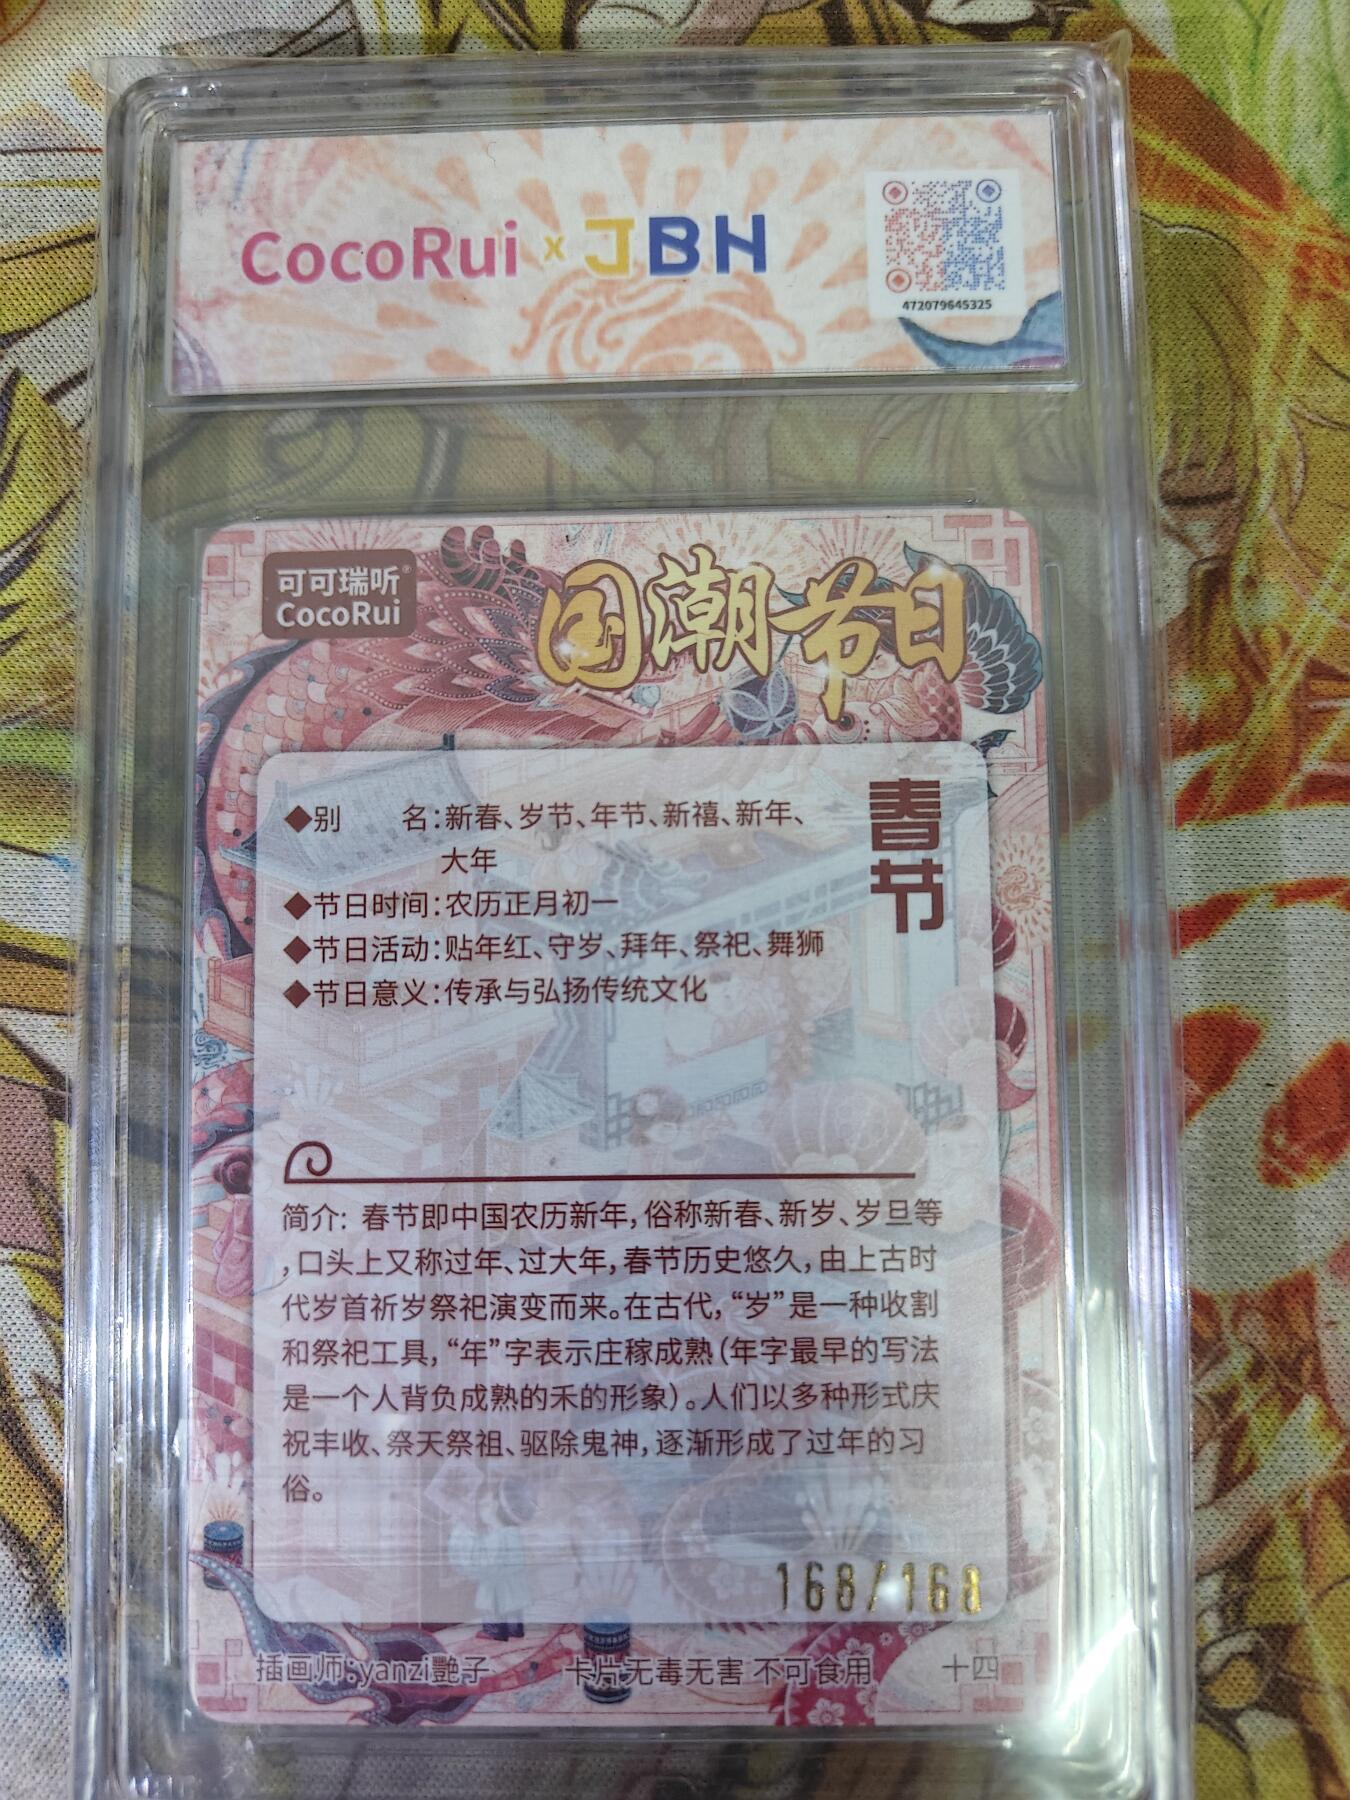 CocoRui x JBH
472079645325
可可瑞听®
CocoRui
国潮节日
春节
◆别 名：新春、岁节、年节、新禧、新年、
大年
◆节日时间：农历正月初一
◆节日活动：贴年红、守岁、拜年、祭祀、舞狮
◆节日意义：传承与弘扬传统文化
简介：春节即中国农历新年，俗称新春、新岁、岁旦等
，口头上又称过年、过大年，春节历史悠久，由上古时
代岁首祈岁祭祀演变而来。在古代，“岁”是一种收割
和祭祀工具，“年”字表示庄稼成熟（年字最早的写法
是一个人背负成熟的禾的形象）。人们以多种形式庆
祝丰收、祭天祭祖、驱除鬼神，逐渐形成了过年的习
俗。
168/168
插画师：yanzi艷子 卡片无毒无害 不可食用 十四